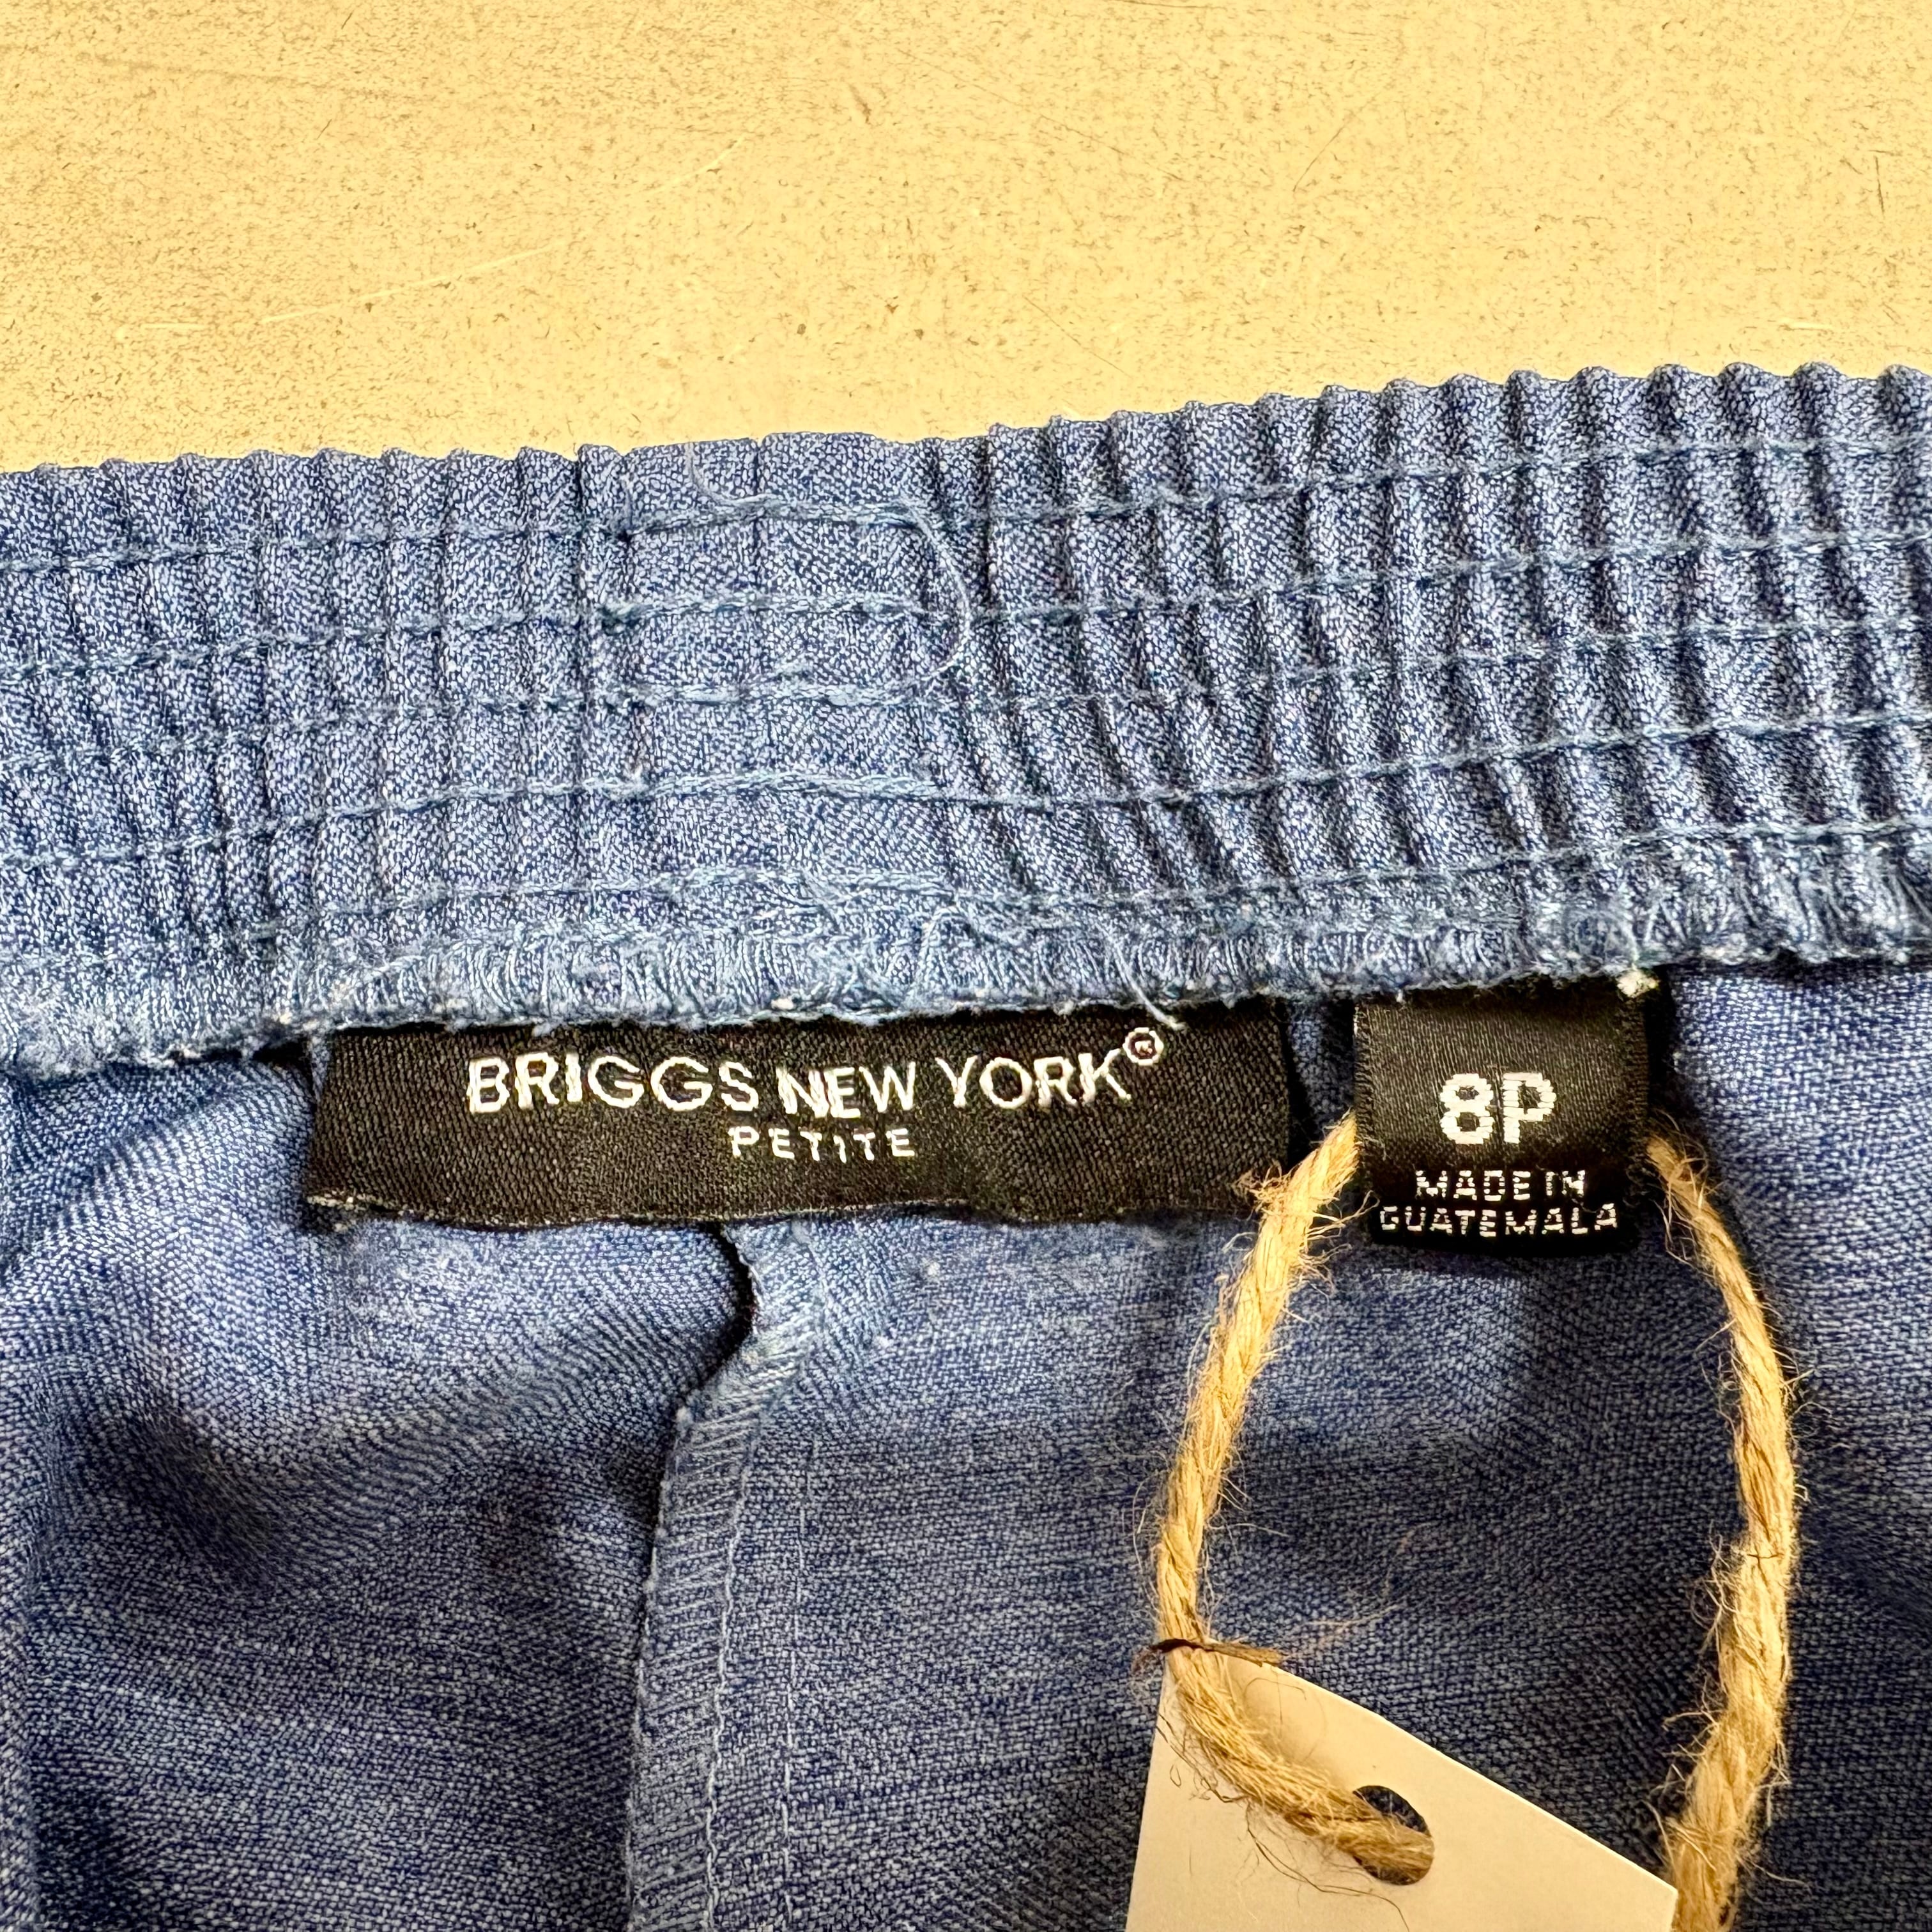 BRIGGS NEW YORK®
PETITE
8P
MADE IN
GUATEMALA